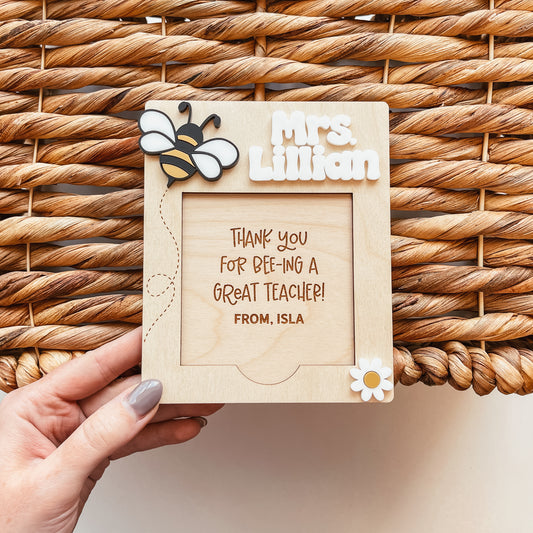 Mrs.
Lillian
THANK YOU
FOR BEE-ING A
GREAT TEACHER!
FROM, ISLA